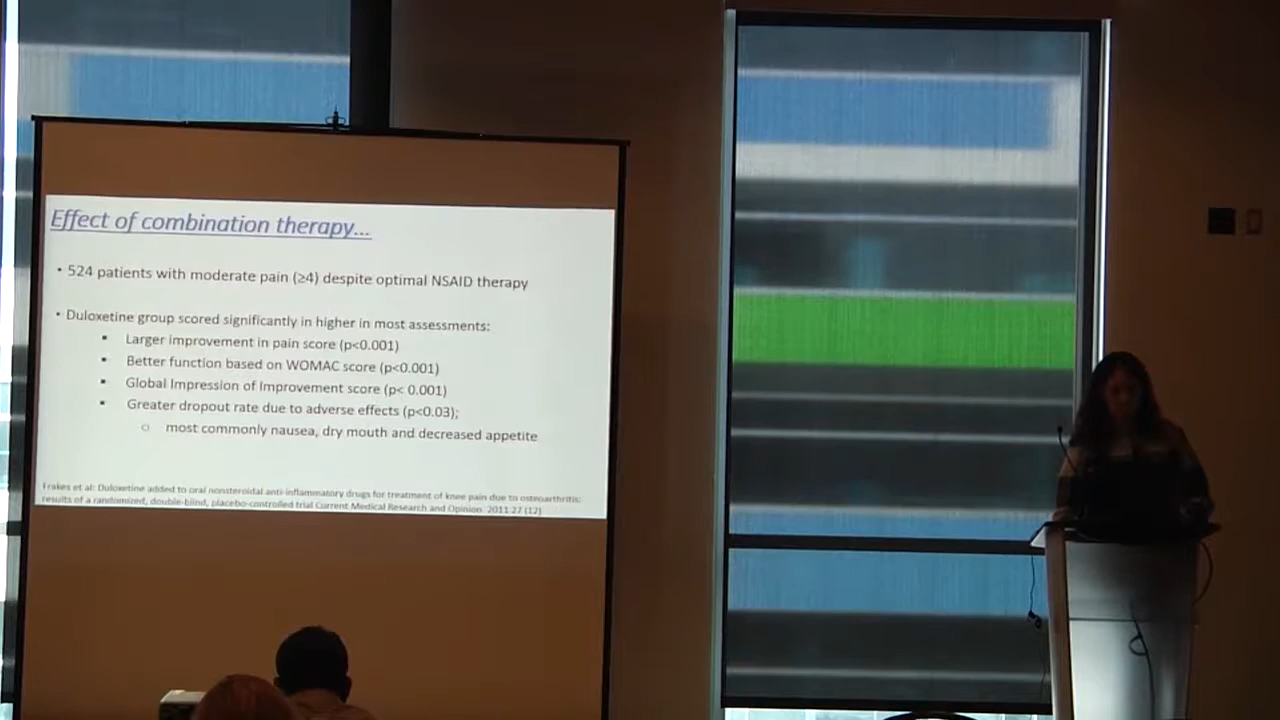 Effect of combination therapy...
• 524 patients with moderate pain (≥4) despite optimal NSAID therapy
• Duloxetine group scored significantly in higher in most assessments:
▪ Larger improvement in pain score (p<0.001)
▪ Better function based on WOMAC score (p<0.001)
▪ Global Impression of Improvement score (p< 0.001)
▪ Greater dropout rate due to adverse effects (p<0.03);
o most commonly nausea, dry mouth and decreased appetite
Frakes et al: Duloxetine added to oral nonsteroidal anti-inflammatory drugs for treatment of knee pain due to osteoarthritis:
results of a randomized, double-blind, placebo-controlled trial Current Medical Research and Opinion 2011 27 (12)